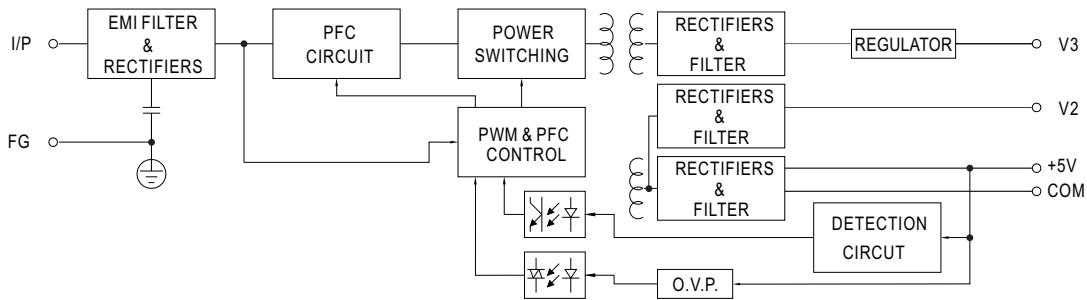 I/P
EMI FILTER
&
RECTIFIERS
PFC
CIRCUIT
POWER
SWITCHING
RECTIFIERS
&
FILTER
REGULATOR
V3
RECTIFIERS
&
FILTER
V2
FG
PWM & PFC
CONTROL
RECTIFIERS
&
FILTER
+5V
COM
DETECTION
CIRCUT
O.V.P.